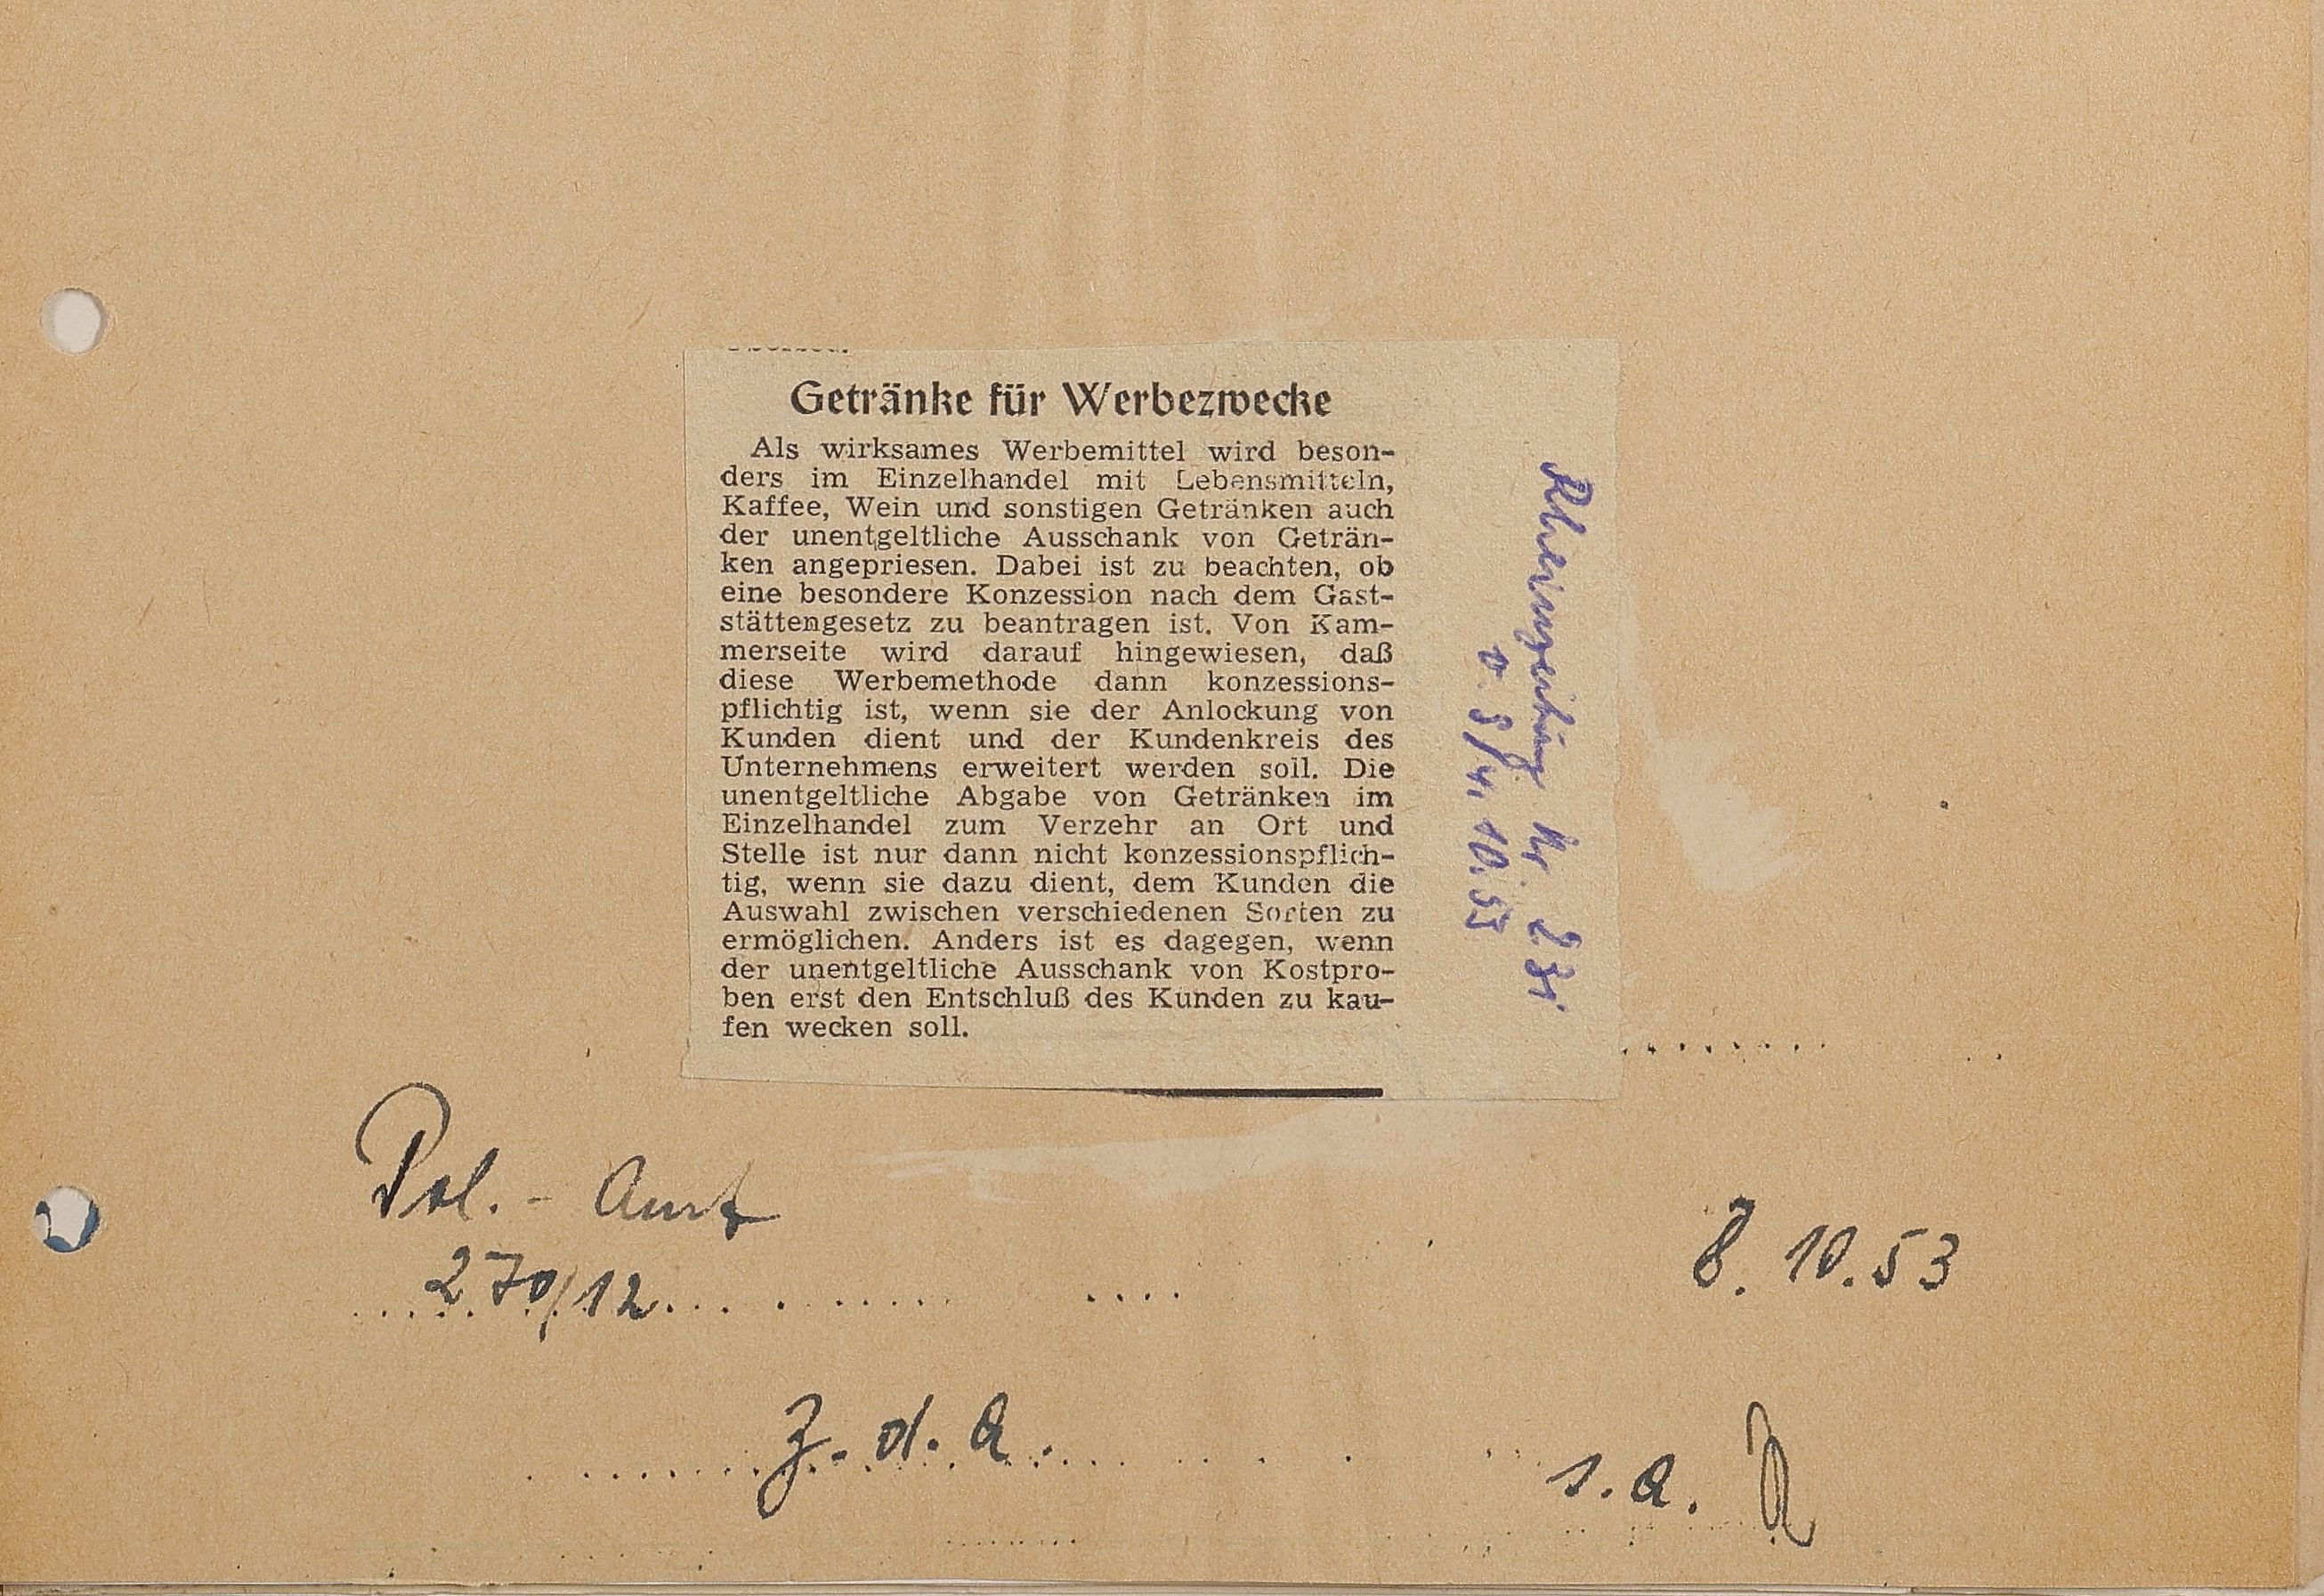 Getränke für Werbezwecke
Als wirksames Werbemittel wird beson-
ders im Einzelhandel mit Lebensmitteln,
Kaffee, Wein und sonstigen Getränken auch
der unentgeltliche Ausschank von Geträn-
ken angepriesen. Dabei ist zu beachten, ob
eine besondere Konzession nach dem Gast-
stättengesetz zu beantragen ist. Von Kam-
merseite wird darauf hingewiesen, daß
diese Werbemethode dann konzessions-
pflichtig ist, wenn sie der Anlockung von
Kunden dient und der Kundenkreis des
Unternehmens erweitert werden soll. Die
unentgeltliche Abgabe von Getränken im
Einzelhandel zum Verzehr an Ort und
Stelle ist nur dann nicht konzessionspflich-
tig, wenn sie dazu dient, dem Kunden die
Auswahl zwischen verschiedenen Sorten zu
ermöglichen. Anders ist es dagegen, wenn
der unentgeltliche Ausschank von Kostpro-
ben erst den Entschluß des Kunden zu kau-
fen wecken soll.
Rheinzeitung Nr.
v. 3/4. 10. 53
Pol. - Amt
270/12
8. 10. 53
Z. d. A.
s. a.